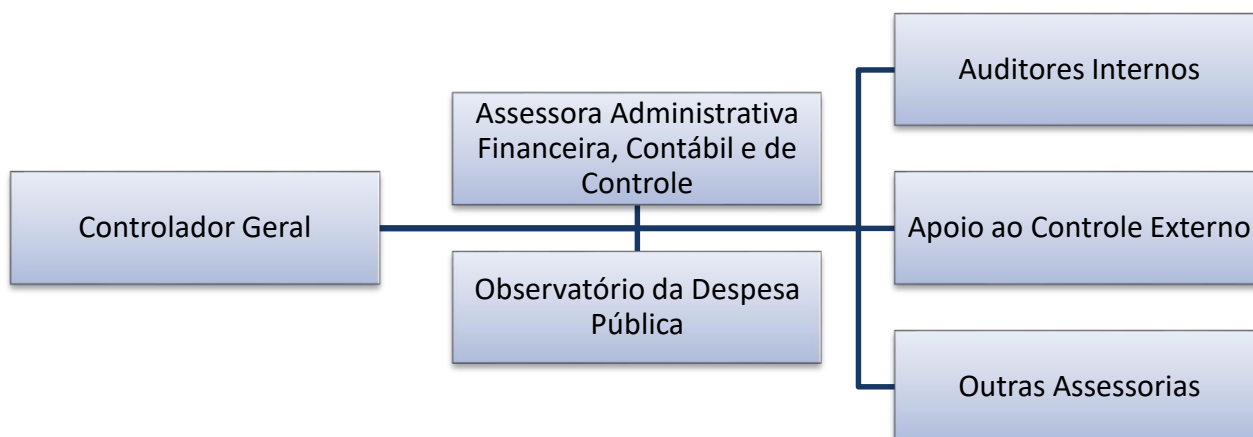 Controlador Geral
Assessora Administrativa
Financeira, Contábil e de
Controle
Observatório da Despesa
Pública
Auditores Internos
Apoio ao Controle Externo
Outras Assessorias